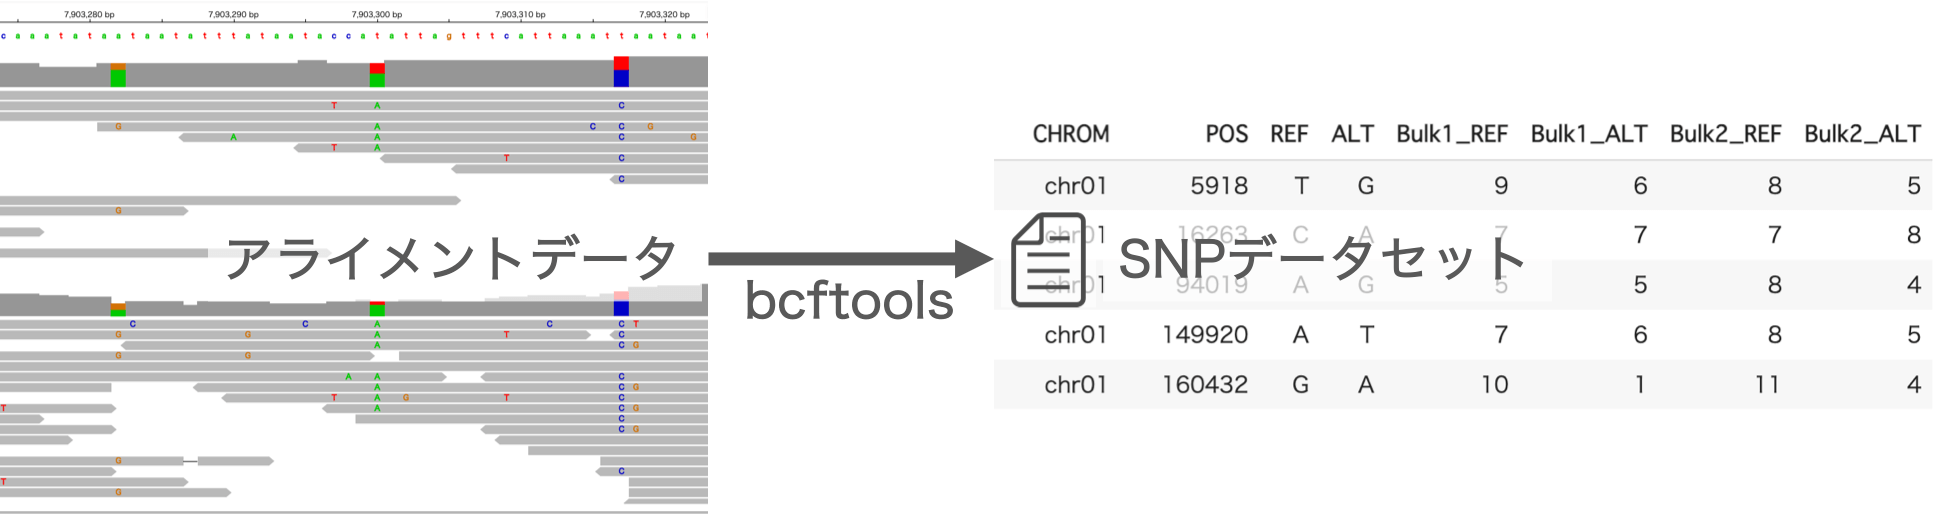 7,903,280 bp 7,903,290 bp 7,903,300 bp 7,903,310 bp 7,903,320 bp
c a a a t a t a a t a a t a t t t a t a a t a c c a t a t t a g t t t c a t t a a a t t a a t a a t
T A C
G A C C G
A A C G
T A
T C
C
G
アライメントデータ
bcftools
SNPデータセット
CHROM POS REF ALT Bulk1_REF Bulk1_ALT Bulk2_REF Bulk2_ALT
chr01 5918 T G 9 6 8 5
chr01 16263 C A 7 7 7 8
chr01 94019 A G 5 5 8 4
chr01 149920 A T 7 6 8 5
chr01 160432 G A 10 1 11 4
C C A C C T
G G A T C
A C G
G G
A A C
A C G
T A G T C
T A C G
C
C G
G
C
T
G